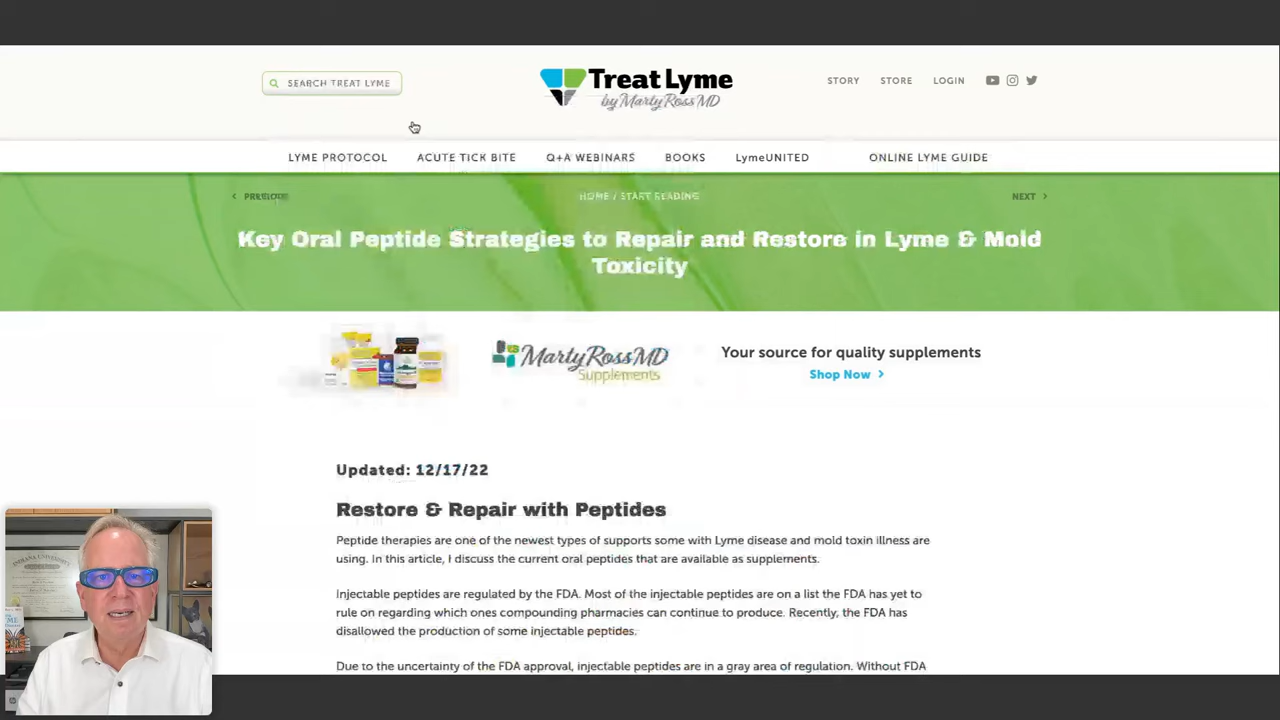 SEARCH TREAT LYME
Treat Lyme
by MartyRossMD
STORY
STORE
LOGIN
LYME PROTOCOL
ACUTE TICK BITE
Q+A WEBINARS
BOOKS
LymeUNITED
ONLINE LYME GUIDE
PREVIOUS
HOME / START READING
NEXT
Key Oral Peptide Strategies to Repair and Restore in Lyme & Mold
Toxicity
MartyRossMD
Supplements
Your source for quality supplements
Shop Now
Updated: 12/17/22
Restore & Repair with Peptides
Peptide therapies are one of the newest types of supports some with Lyme disease and mold toxin illness are
using. In this article, I discuss the current oral peptides that are available as supplements.
Injectable peptides are regulated by the FDA. Most of the injectable peptides are on a list the FDA has yet to
rule on regarding which ones compounding pharmacies can continue to produce. Recently, the FDA has
disallowed the production of some injectable peptides.
Due to the uncertainty of the FDA approval, injectable peptides are in a gray area of regulation. Without FDA
INDIANA UNIVERSITY